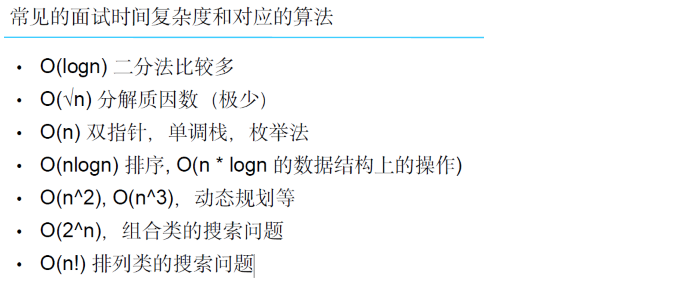 常见的面试时间复杂度和对应的算法
• O(logn) 二分法比较多
• O(√n) 分解质因数（极少）
• O(n) 双指针，单调栈，枚举法
• O(nlogn) 排序, O(n * logn 的数据结构上的操作)
• O(n^2), O(n^3)，动态规划等
• O(2^n)，组合类的搜索问题
• O(n!) 排列类的搜索问题